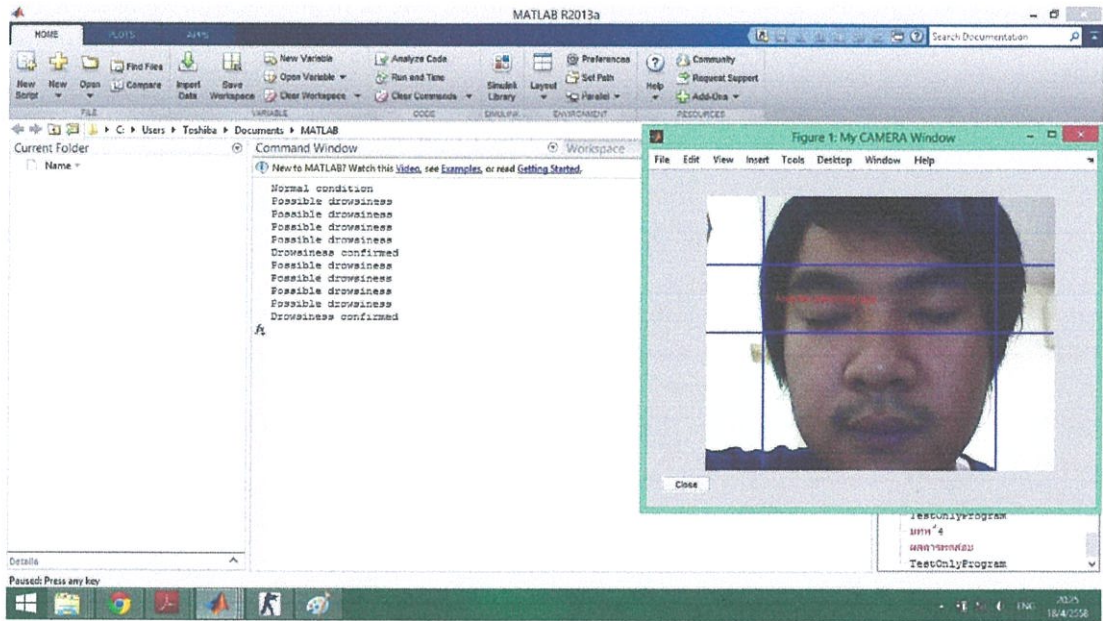 MATLAB R2013a
HOME PLOTS APPS
Search Documentation
New Script
New
Open
Find Files
Compare
Import Data
Save Workspace
New Variable
Open Variable
Clear Workspace
Analyze Code
Run and Time
Clear Commands
Simulink Library
Layout
Preferences
Set Path
Parallel
Help
Community
Request Support
Add-Ons
FILE VARIABLE CODE SIMULINK ENVIRONMENT RESOURCES
C: Users Toshiba Documents MATLAB
Current Folder
Name
Command Window
Workspace
New to MATLAB? Watch this Video, see Examples, or read Getting Started.
Normal condition
Possible drowsiness
Possible drowsiness
Possible drowsiness
Possible drowsiness
Drowsiness confirmed
Possible drowsiness
Possible drowsiness
Possible drowsiness
Possible drowsiness
Drowsiness confirmed
fx
Figure 1: My CAMERA Window
File Edit View Insert Tools Desktop Window Help
Close
TestOnlyProgram
ผลการทดสอบ
TestOnlyProgram
Details
Paused: Press any key
ENG
20:25
18/4/2558